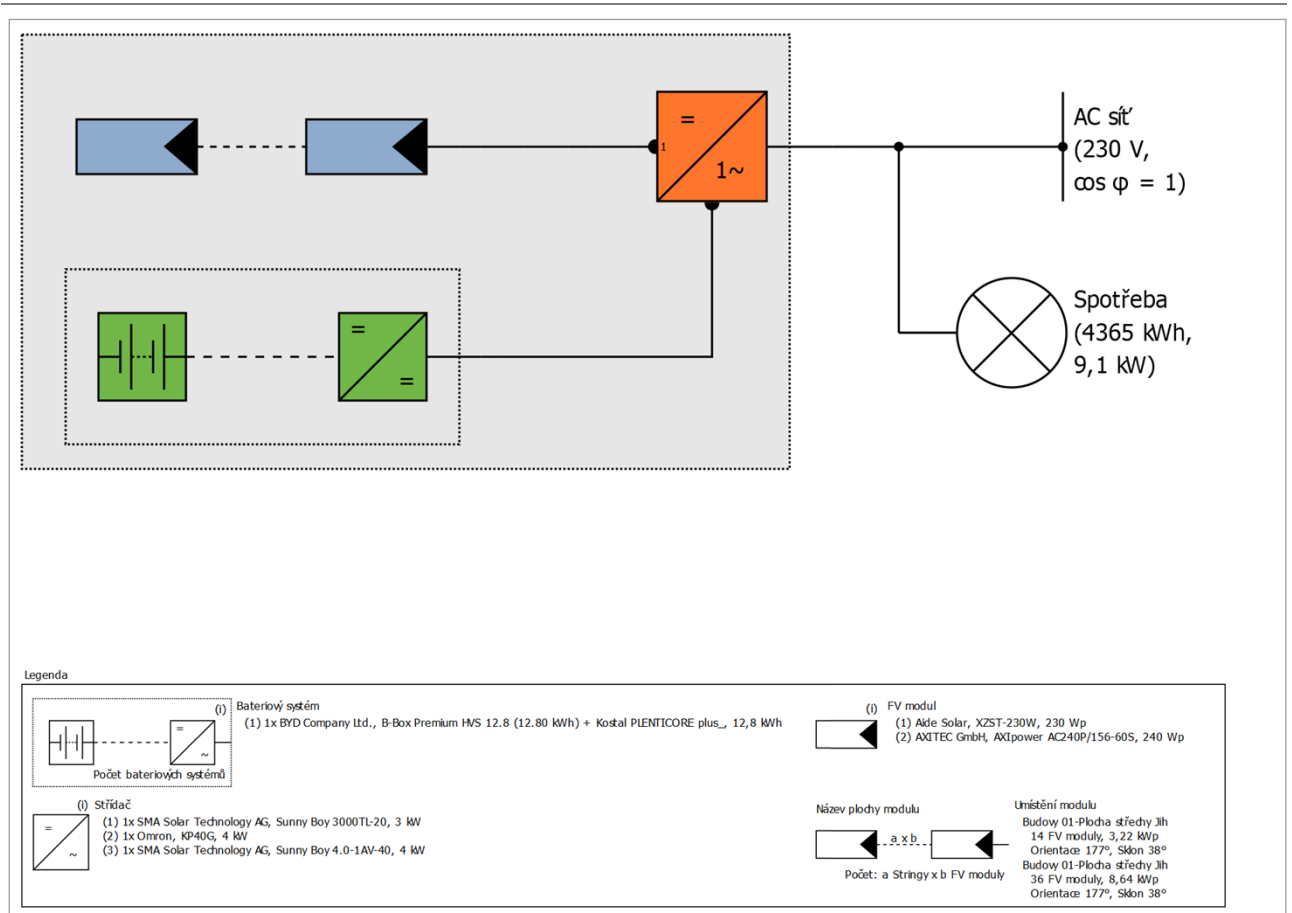 =
1
1~
AC síť
(230 V,
cos φ = 1)
=
=
Spotřeba
(4365 kWh,
9,1 kW)
Legenda
(i)
Bateriový systém
(1) 1x BYD Company Ltd., B-Box Premium HVS 12.8 (12.80 kWh) + Kostal PLENTICORE plus_, 12,8 kWh
=
~
Počet bateriových systémů
(i) FV modul
(1) Aide Solar, XZST-230W, 230 Wp
(2) AXITEC GmbH, AXIpower AC240P/156-60S, 240 Wp
(i) Střídač
=
~
(1) 1x SMA Solar Technology AG, Sunny Boy 3000TL-20, 3 kW
(2) 1x Omron, KP40G, 4 kW
(3) 1x SMA Solar Technology AG, Sunny Boy 4.0-1AV-40, 4 kW
Název plochy modulu
a x b
Počet: a Stringy x b FV moduly
Umístění modulu
Budowy 01-Plocha střechy Jih
14 FV moduly, 3,22 kWp
Orientace 177°, Sklon 38°
Budowy 01-Plocha střechy Jih
36 FV moduly, 8,64 kWp
Orientace 177°, Sklon 38°